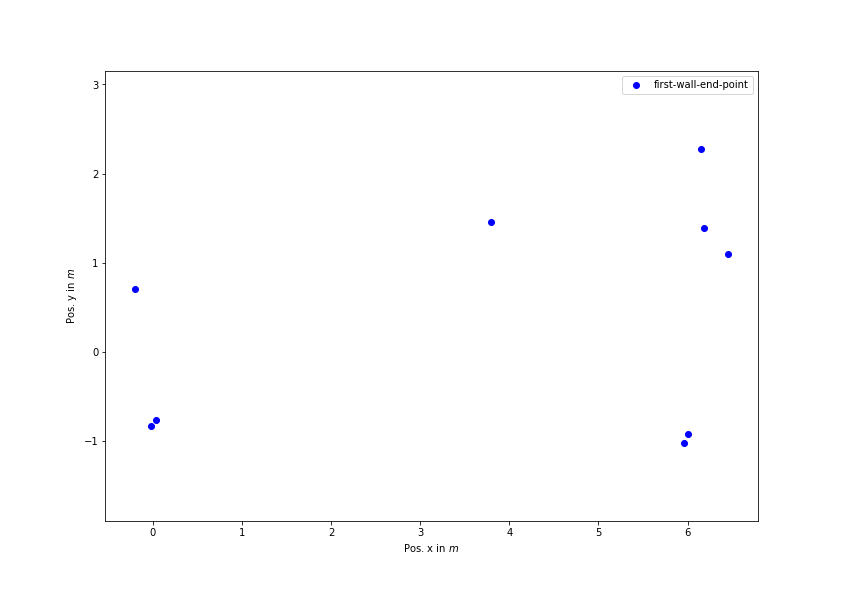 first-wall-end-point
3
2
1
0
−1
Pos. y in m
0 1 2 3 4 5 6
Pos. x in m